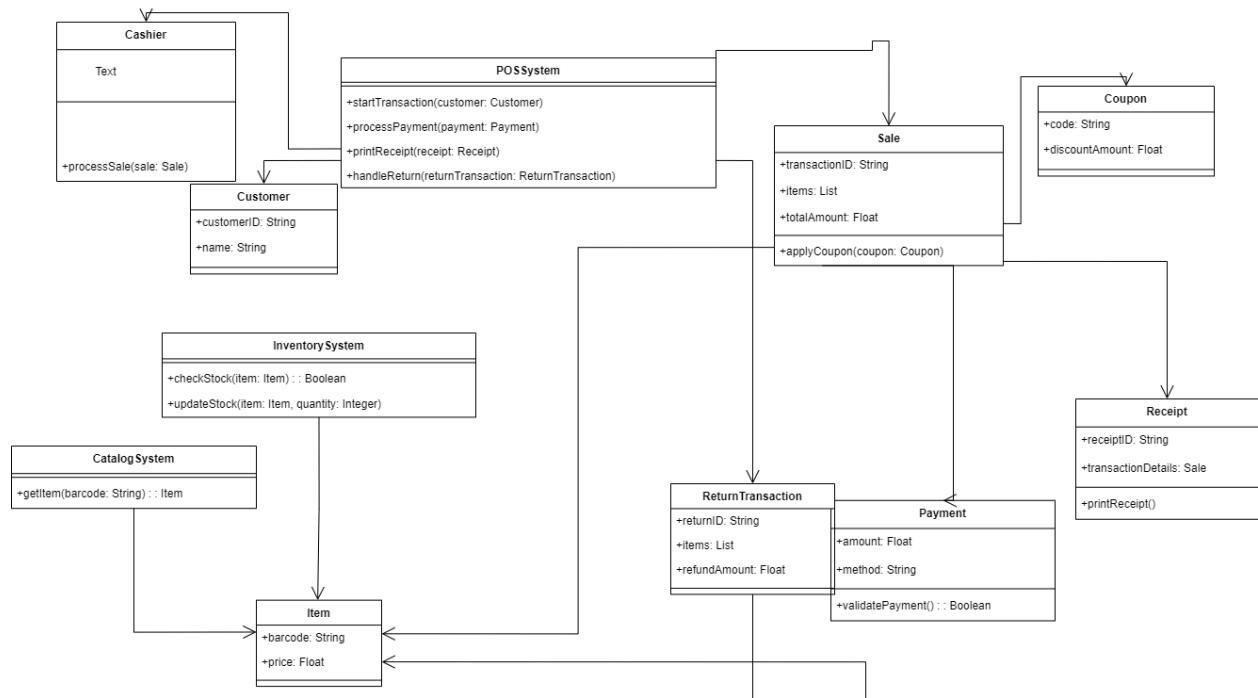 Cashier
Text
+processSale(sale: Sale)
POSSystem
+startTransaction(customer: Customer)
+processPayment(payment: Payment)
+printReceipt(receipt: Receipt)
+handleReturn(returnTransaction: ReturnTransaction)
Customer
+customerID: String
+name: String
Sale
+transactionID: String
+items: List
+totalAmount: Float
+applyCoupon(coupon: Coupon)
Coupon
+code: String
+discountAmount: Float
InventorySystem
+checkStock(item: Item) : : Boolean
+updateStock(item: Item, quantity: Integer)
CatalogSystem
+getItem(barcode: String) : : Item
Receipt
+receiptID: String
+transactionDetails: Sale
+printReceipt()
ReturnTransaction
+returnID: String
+items: List
+refundAmount: Float
Payment
+amount: Float
+method: String
+validatePayment() : : Boolean
Item
+barcode: String
+price: Float